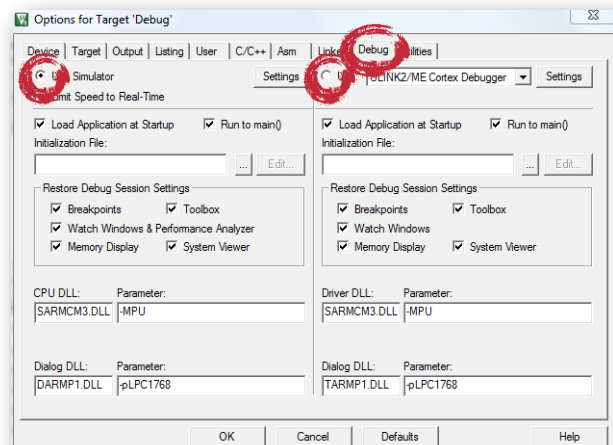 Options for Target 'Debug'
Device Target Output Listing User C/C++ Asm Linker Debug Utilities
Use Simulator Settings
Limit Speed to Real-Time
Use: ULINK2/ME Cortex Debugger Settings
Load Application at Startup Run to main()
Initialization File:
... Edit...
Restore Debug Session Settings
Breakpoints Toolbox
Watch Windows & Performance Analyzer
Memory Display System Viewer
CPU DLL: Parameter:
SARMCM3.DLL -MPU
Dialog DLL: Parameter:
DARMP1.DLL -pLPC1768
Load Application at Startup Run to main()
Initialization File:
... Edit...
Restore Debug Session Settings
Breakpoints Toolbox
Watch Windows
Memory Display System Viewer
Driver DLL: Parameter:
SARMCM3.DLL -MPU
Dialog DLL: Parameter:
TARMP1.DLL -pLPC1768
OK Cancel Defaults Help